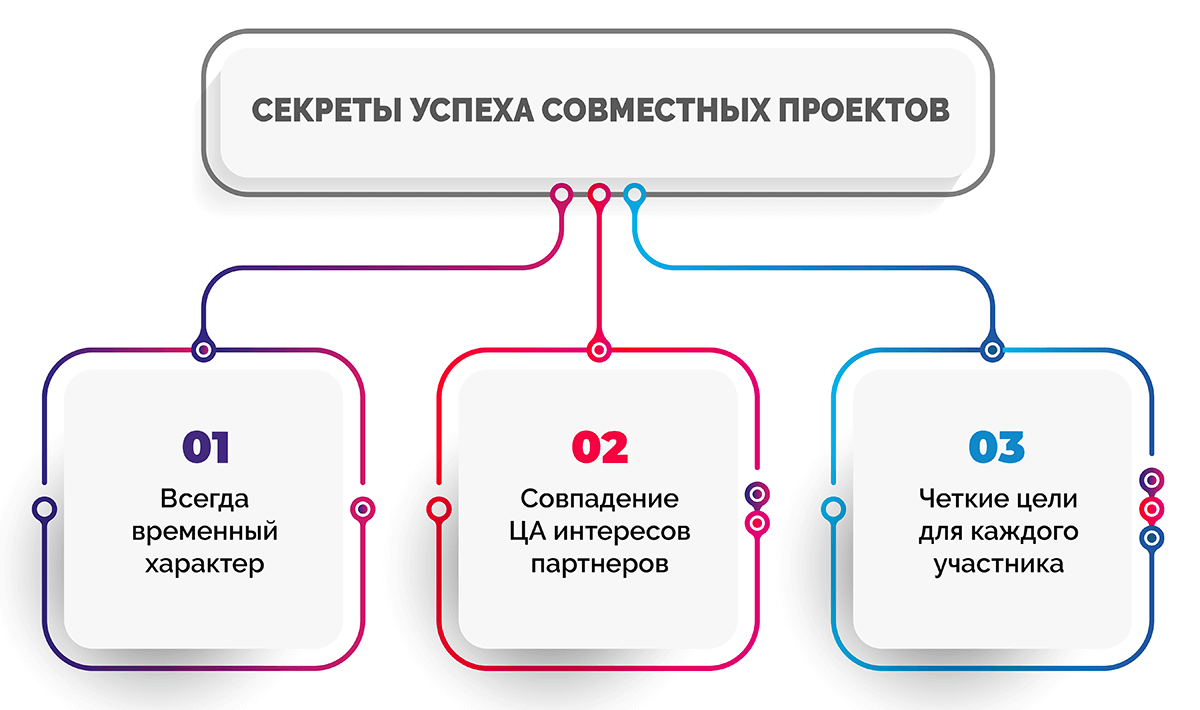 СЕКРЕТЫ УСПЕХА СОВМЕСТНЫХ ПРОЕКТОВ
01
Всегда
временный
характер
02
Совпадение
ЦА интересов
партнеров
03
Четкие цели
для каждого
участника